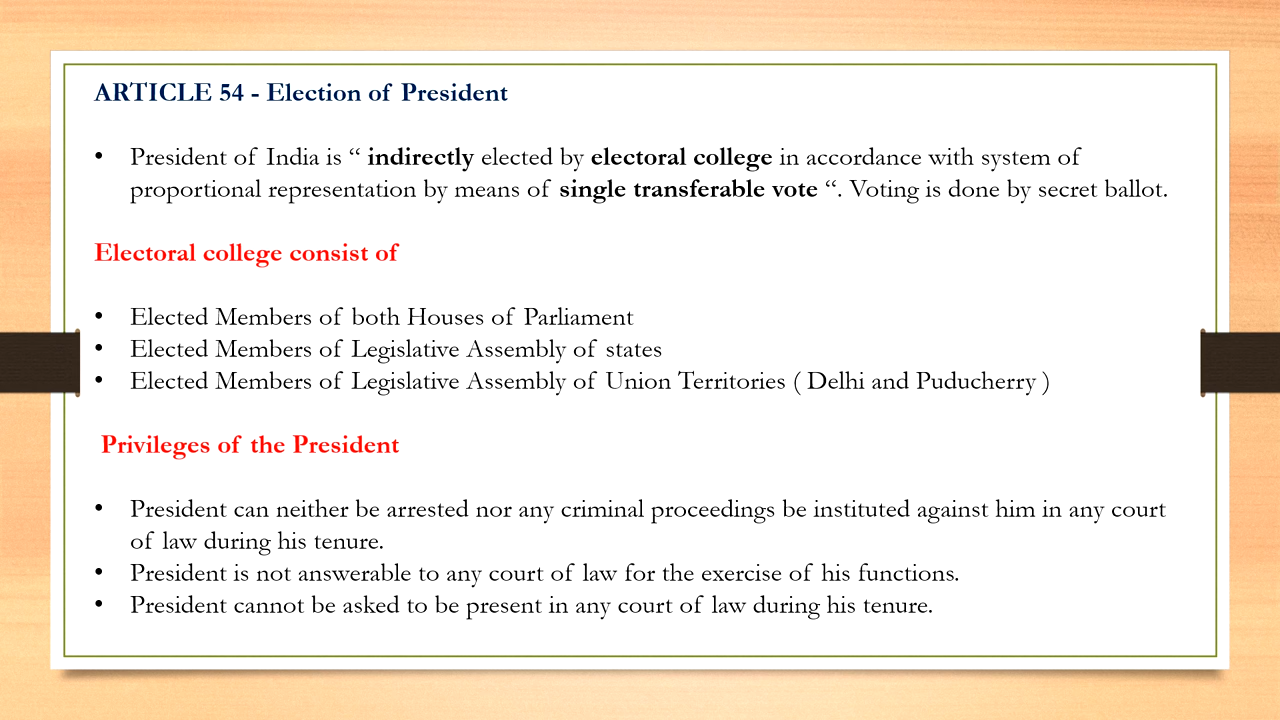 ARTICLE 54 - Election of President
• President of India is “ indirectly elected by electoral college in accordance with system of
proportional representation by means of single transferable vote “. Voting is done by secret ballot.
Electoral college consist of
• Elected Members of both Houses of Parliament
• Elected Members of Legislative Assembly of states
• Elected Members of Legislative Assembly of Union Territories ( Delhi and Puducherry )
Privileges of the President
• President can neither be arrested nor any criminal proceedings be instituted against him in any court
of law during his tenure.
• President is not answerable to any court of law for the exercise of his functions.
• President cannot be asked to be present in any court of law during his tenure.